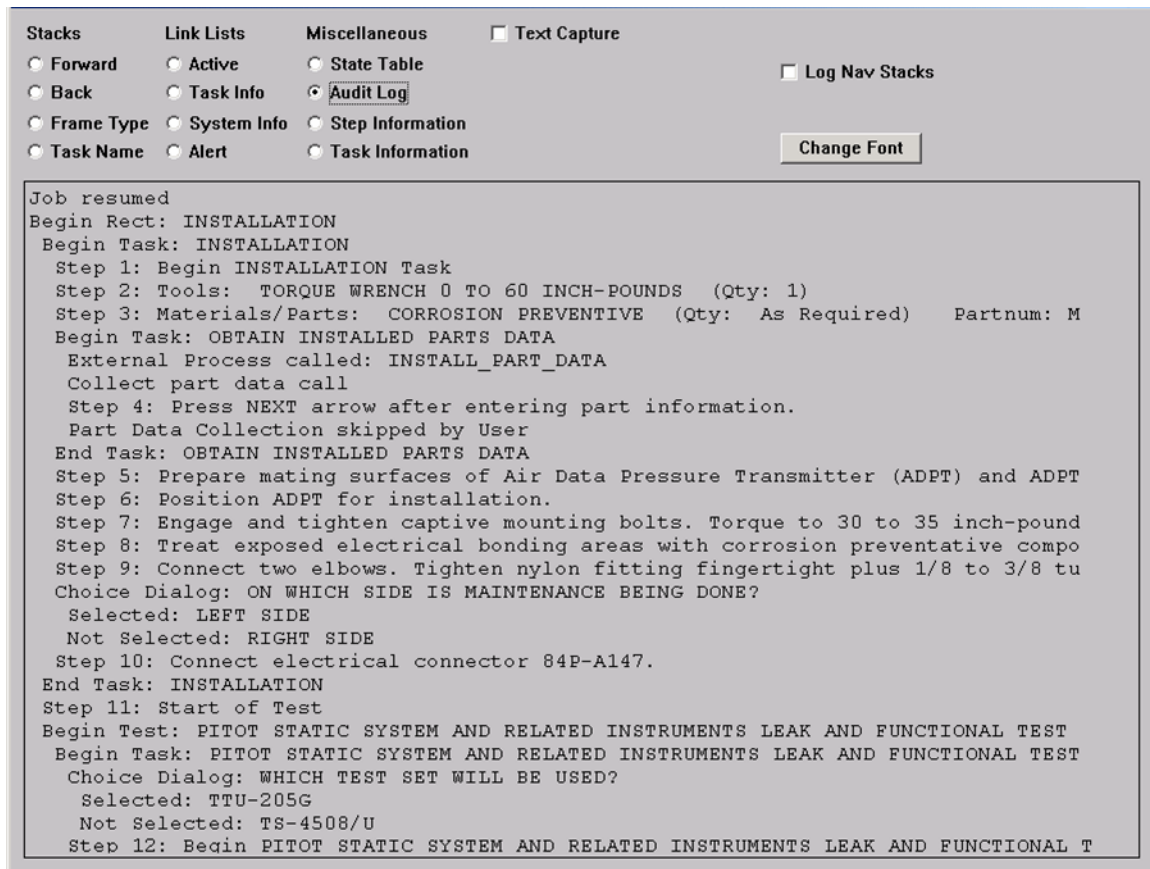 Stacks Link Lists Miscellaneous Text Capture
Forward Active State Table
Log Nav Stacks
Back Task Info Audit Log
Frame Type System Info Step Information
Task Name Alert Task Information
Change Font
Job resumed
Begin Rect: INSTALLATION
Begin Task: INSTALLATION
Step 1: Begin INSTALLATION Task
Step 2: Tools: TORQUE WRENCH 0 TO 60 INCH-POUNDS (Qty: 1)
Step 3: Materials/Parts: CORROSION PREVENTIVE (Qty: As Required) Partnum: M
Begin Task: OBTAIN INSTALLED PARTS DATA
External Process called: INSTALL_PART_DATA
Collect part data call
Step 4: Press NEXT arrow after entering part information.
Part Data Collection skipped by User
End Task: OBTAIN INSTALLED PARTS DATA
Step 5: Prepare mating surfaces of Air Data Pressure Transmitter (ADPT) and ADPT
Step 6: Position ADPT for installation.
Step 7: Engage and tighten captive mounting bolts. Torque to 30 to 35 inch-pound
Step 8: Treat exposed electrical bonding areas with corrosion preventative compo
Step 9: Connect two elbows. Tighten nylon fitting fingertight plus 1/8 to 3/8 tu
Choice Dialog: ON WHICH SIDE IS MAINTENANCE BEING DONE?
Selected: LEFT SIDE
Not Selected: RIGHT SIDE
Step 10: Connect electrical connector 84P-A147.
End Task: INSTALLATION
Step 11: Start of Test
Begin Test: PITOT STATIC SYSTEM AND RELATED INSTRUMENTS LEAK AND FUNCTIONAL TEST
Begin Task: PITOT STATIC SYSTEM AND RELATED INSTRUMENTS LEAK AND FUNCTIONAL TEST
Choice Dialog: WHICH TEST SET WILL BE USED?
Selected: TTU-205G
Not Selected: TS-4508/U
Step 12: Begin PITOT STATIC SYSTEM AND RELATED INSTRUMENTS LEAK AND FUNCTIONAL T